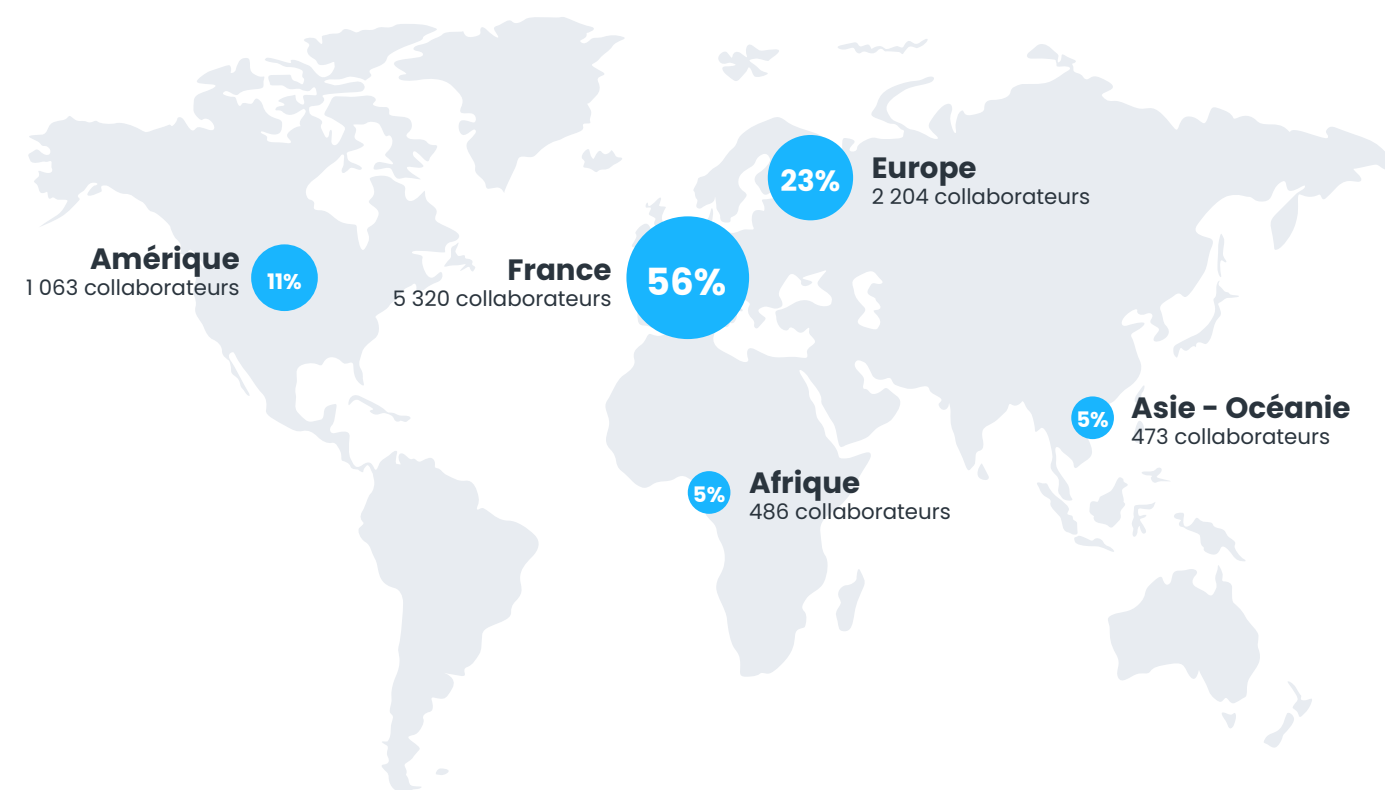 Europe
23%
2 204 collaborateurs
Amérique
1 063 collaborateurs
11%
France
5 320 collaborateurs
56%
Asie - Océanie
473 collaborateurs
5%
Afrique
486 collaborateurs
5%